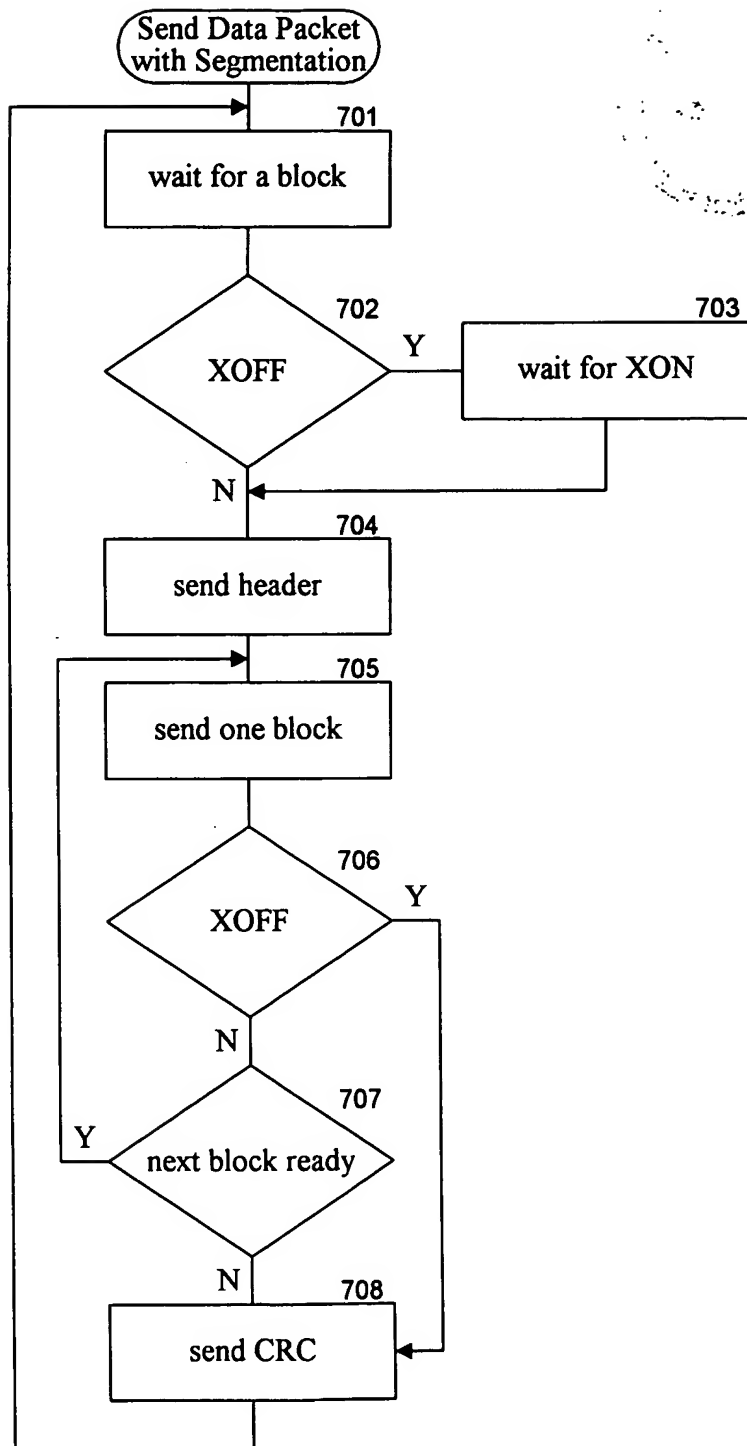 Send Data Packet
with Segmentation
701
wait for a block
702
XOFF
Y
703
wait for XON
N
704
send header
705
send one block
706
XOFF
Y
N
707
Y
next block ready
N
708
send CRC